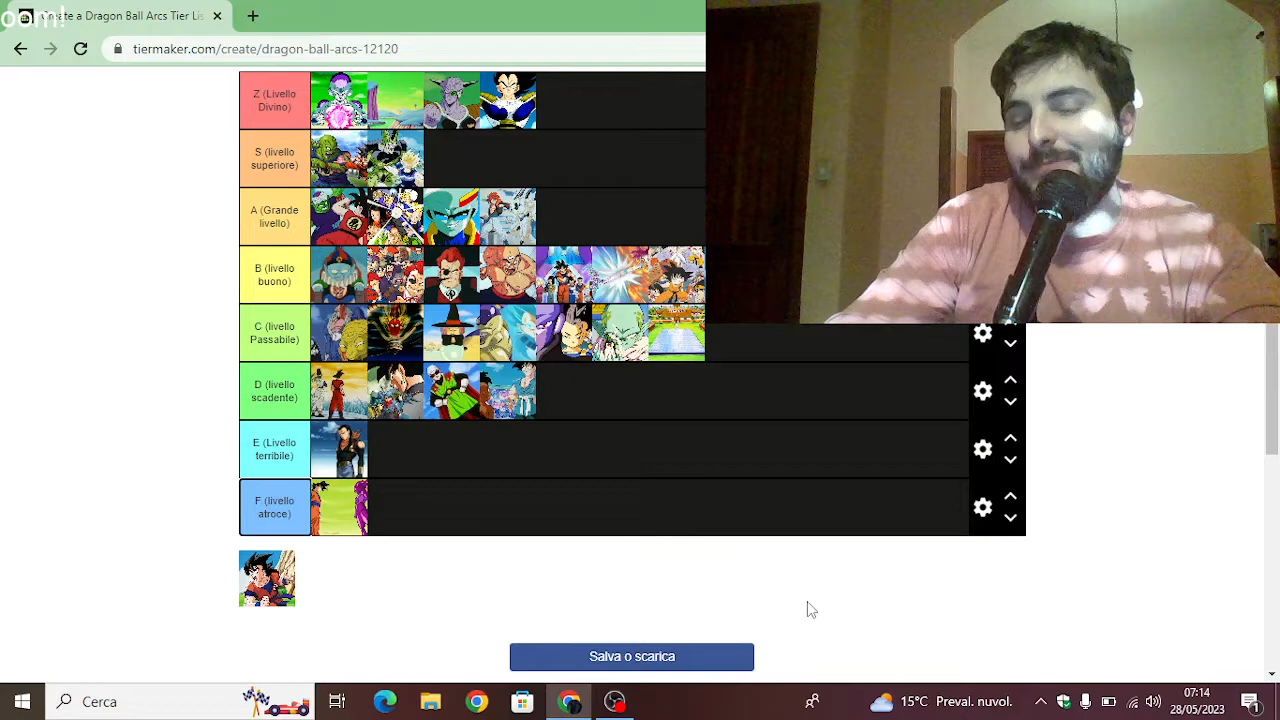 oom!
Create a Dragon Ball Arcs Tier Lis
tiermaker.com/create/dragon-ball-arcs-12120
Z (Livello
Divino)
S (livello
superiore)
A (Grande
livello)
B (livello
buono)
C (livello
Passabile)
D (livello
scadente)
E (Livello
terribile)
F (livello
atroce)
Salva o scarica
Cerca
15°C Preval. nuvol.
07:14
28/05/2023
1